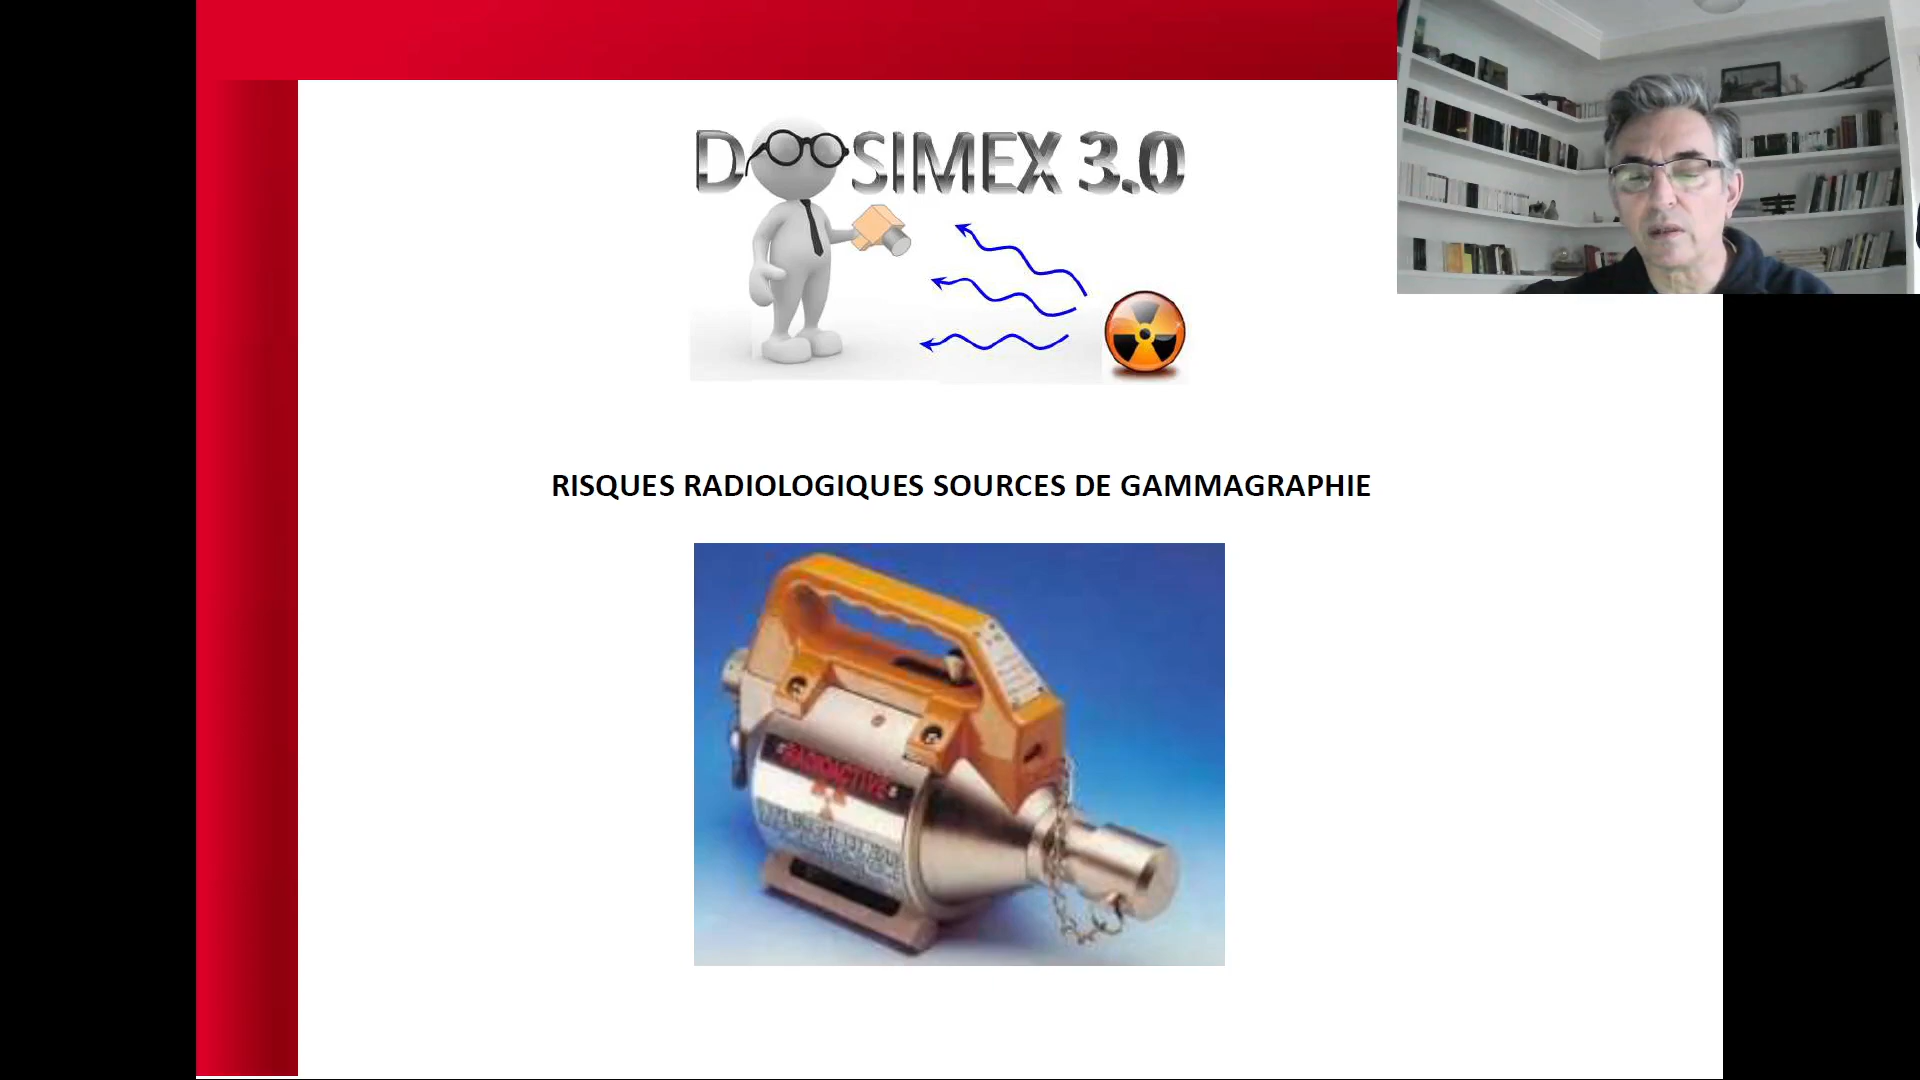 DOSIMEX 3.0
RISQUES RADIOLOGIQUES SOURCES DE GAMMAGRAPHIE
RADIOACTIVE